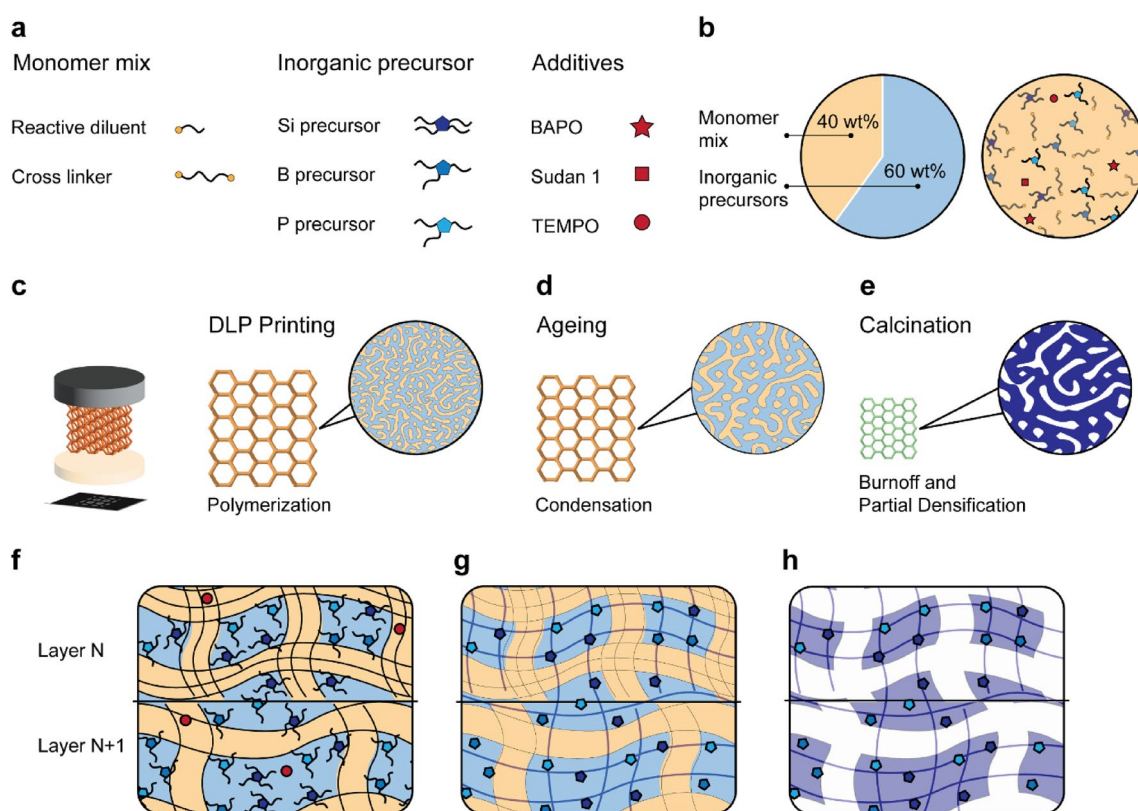 a
Monomer mix
Reactive diluent
Cross linker
Inorganic precursor
Si precursor
B precursor
P precursor
Additives
BAPO
Sudan 1
TEMPO
b
Monomer
mix
Inorganic
precursors
40 wt%
60 wt%
c
DLP Printing
Polymerization
d
Ageing
Condensation
e
Calcination
Burnoff and
Partial Densification
f
g
h
Layer N
Layer N+1